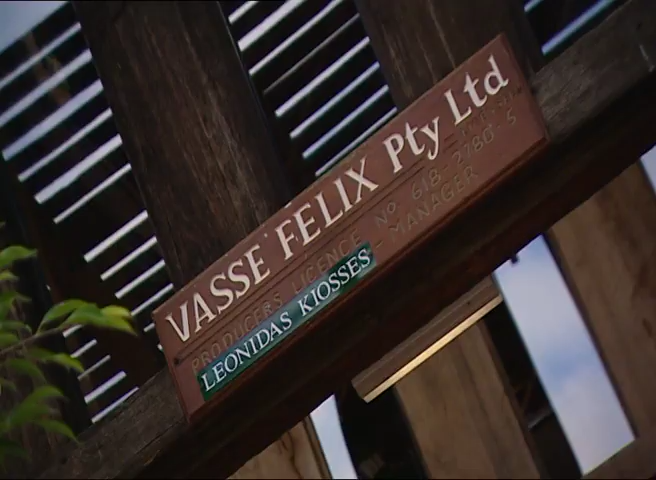 VASSE FELIX Pty Ltd
PRODUCERS LICENCE NO 618 2780-5
LEONIDAS KIOSSES - MANAGER